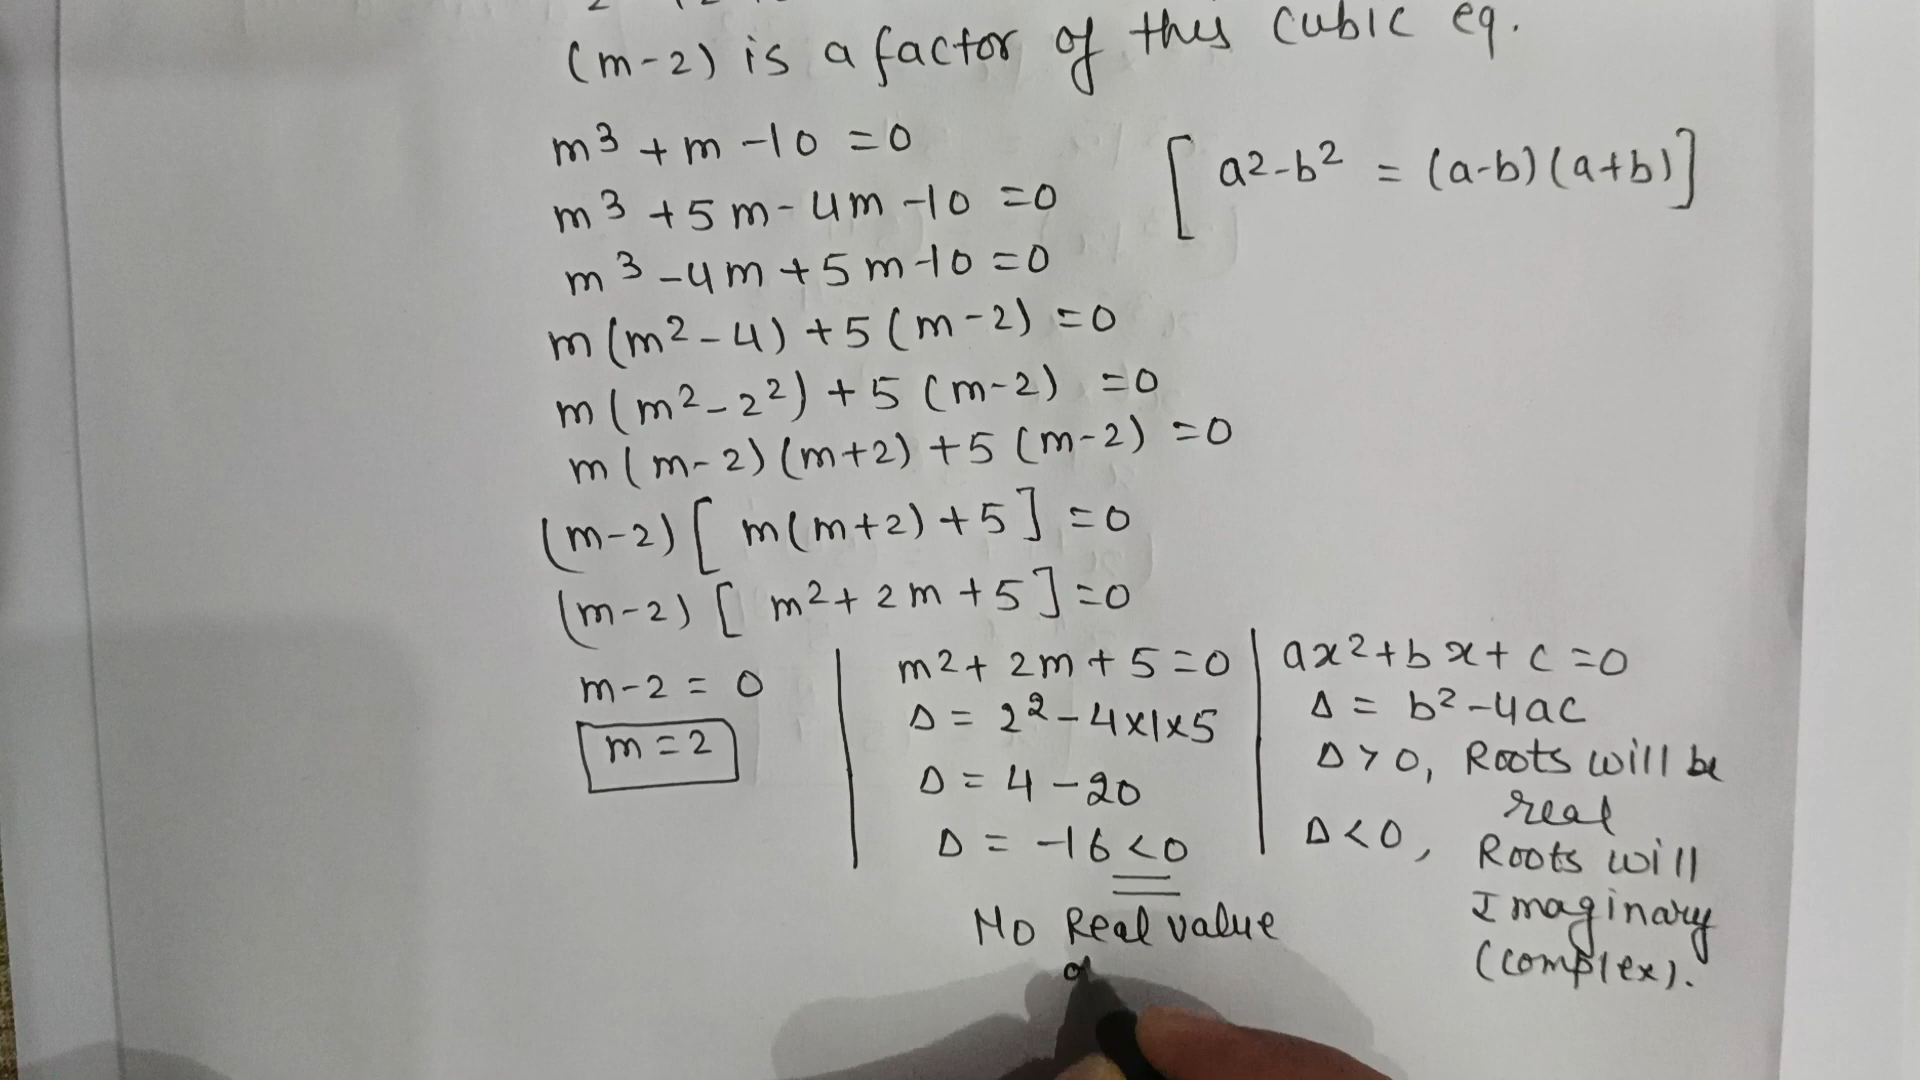 (m-2) is a factor of this cubic eq.
m³ + m - 10 = 0
[a² - b² = (a-b)(a+b)]
m³ + 5m - 4m - 10 = 0
m³ - 4m + 5m - 10 = 0
m(m² - 4) + 5(m-2) = 0
m(m² - 2²) + 5(m-2) = 0
m(m-2)(m+2) + 5(m-2) = 0
(m-2)[m(m+2) + 5] = 0
(m-2)[m² + 2m + 5] = 0
m-2 = 0
m = 2
m² + 2m + 5 = 0
Δ = 2² - 4×1×5
Δ = 4 - 20
Δ = -16 < 0
No Real value
ax² + bx + c = 0
Δ = b² - 4ac
Δ > 0, Roots will be
real
Δ < 0, Roots will
Imaginary
(complex).